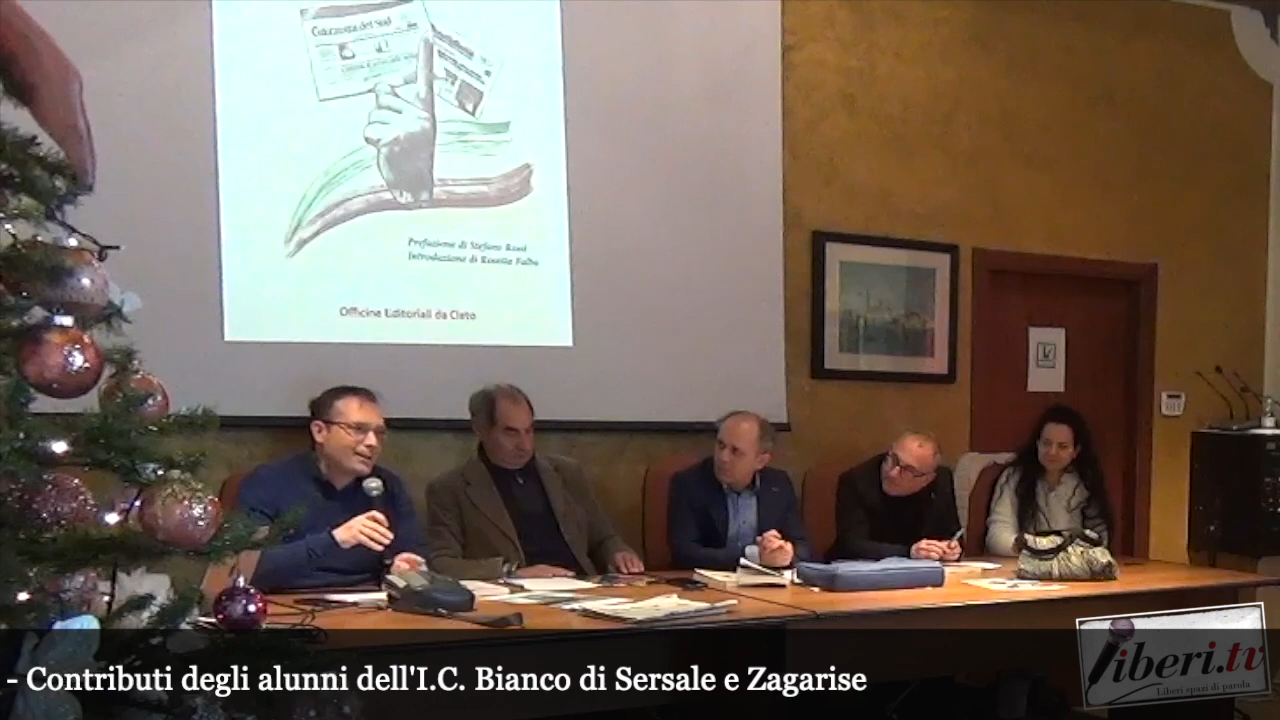 Prefazione di Stefano Rossi
Introduzione di Rosella Falbo
Officine Editoriali da Cleto
- Contributi degli alunni dell'I.C. Bianco di Sersale e Zagarise
liberi.tv
Liberi spazi di parola